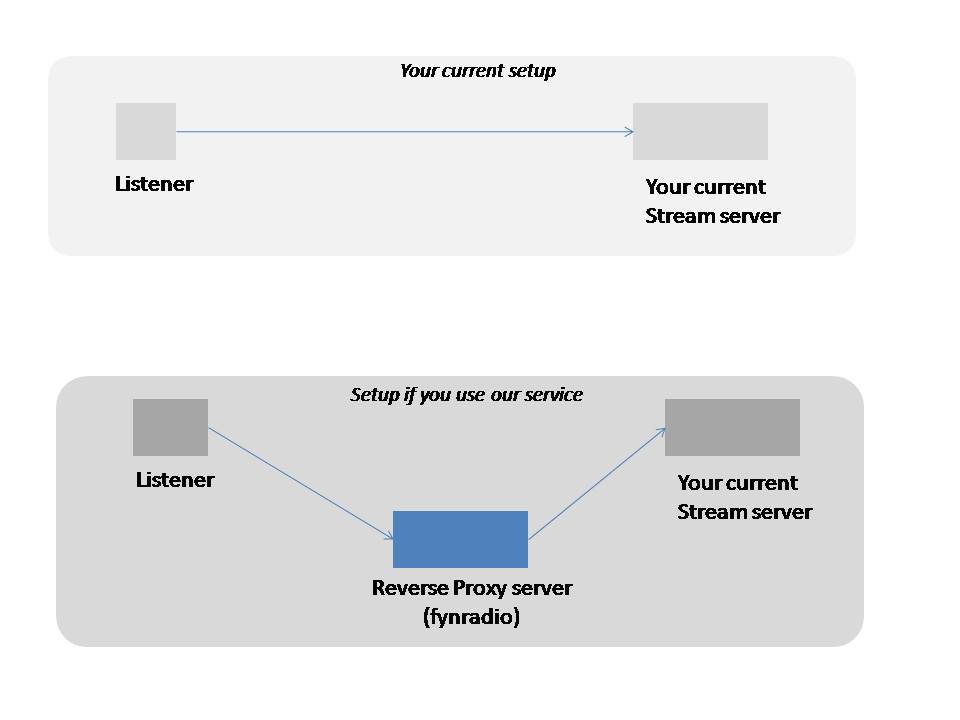 Your current setup
Listener
Your current
Stream server
Setup if you use our service
Listener
Your current
Stream server
Reverse Proxy server
(fynradio)